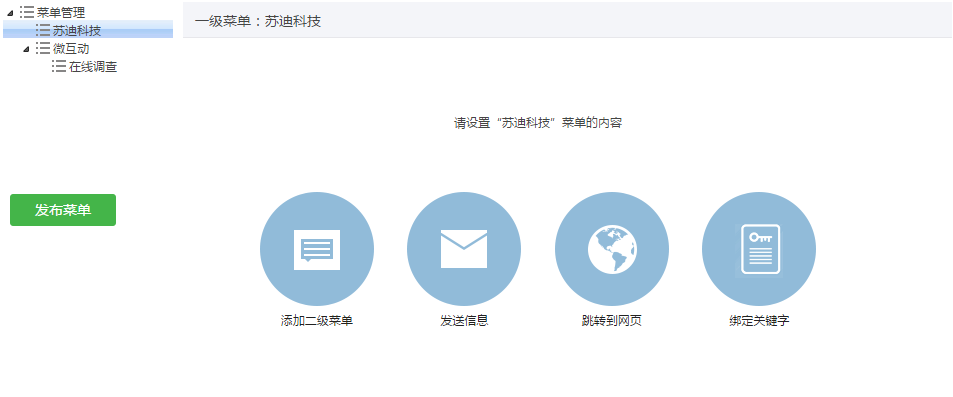 菜单管理
苏迪科技
微互动
在线调查
发布菜单
一级菜单：苏迪科技
请设置“苏迪科技”菜单的内容
添加二级菜单
发送信息
跳转到网页
绑定关键字